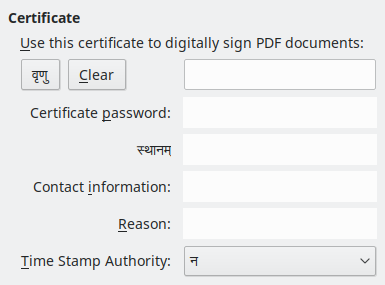 Certificate
Use this certificate to digitally sign PDF documents:
वृणु Clear
Certificate password:
स्थानम्
Contact information:
Reason:
Time Stamp Authority: न